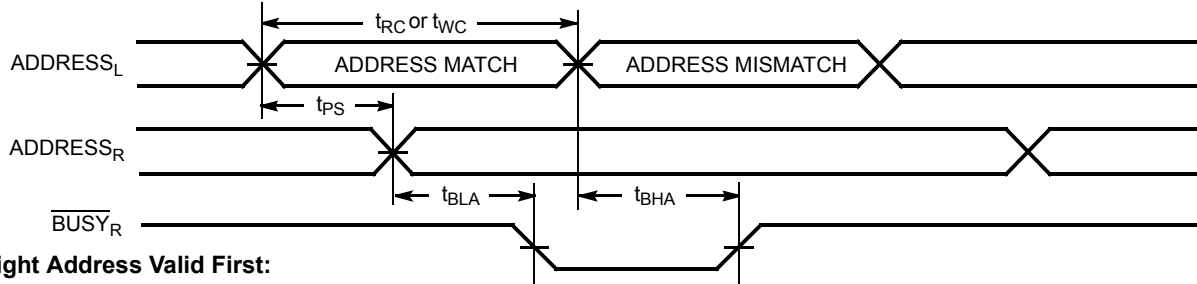 tRC or tWC
ADDRESSL
ADDRESS MATCH
ADDRESS MISMATCH
tPS
ADDRESSR
tBLA
tBHA
BUSYR
ight Address Valid First: